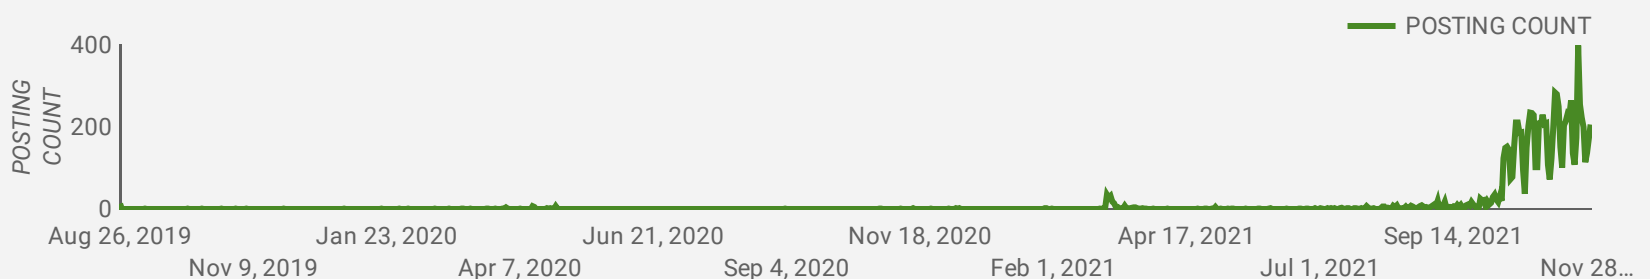 POSTING COUNT
400
200
0
POSTING
COUNT
Aug 26, 2019 Jan 23, 2020 Jun 21, 2020 Nov 18, 2020 Apr 17, 2021 Sep 14, 2021
Nov 9, 2019 Apr 7, 2020 Sep 4, 2020 Feb 1, 2021 Jul 1, 2021 Nov 28...